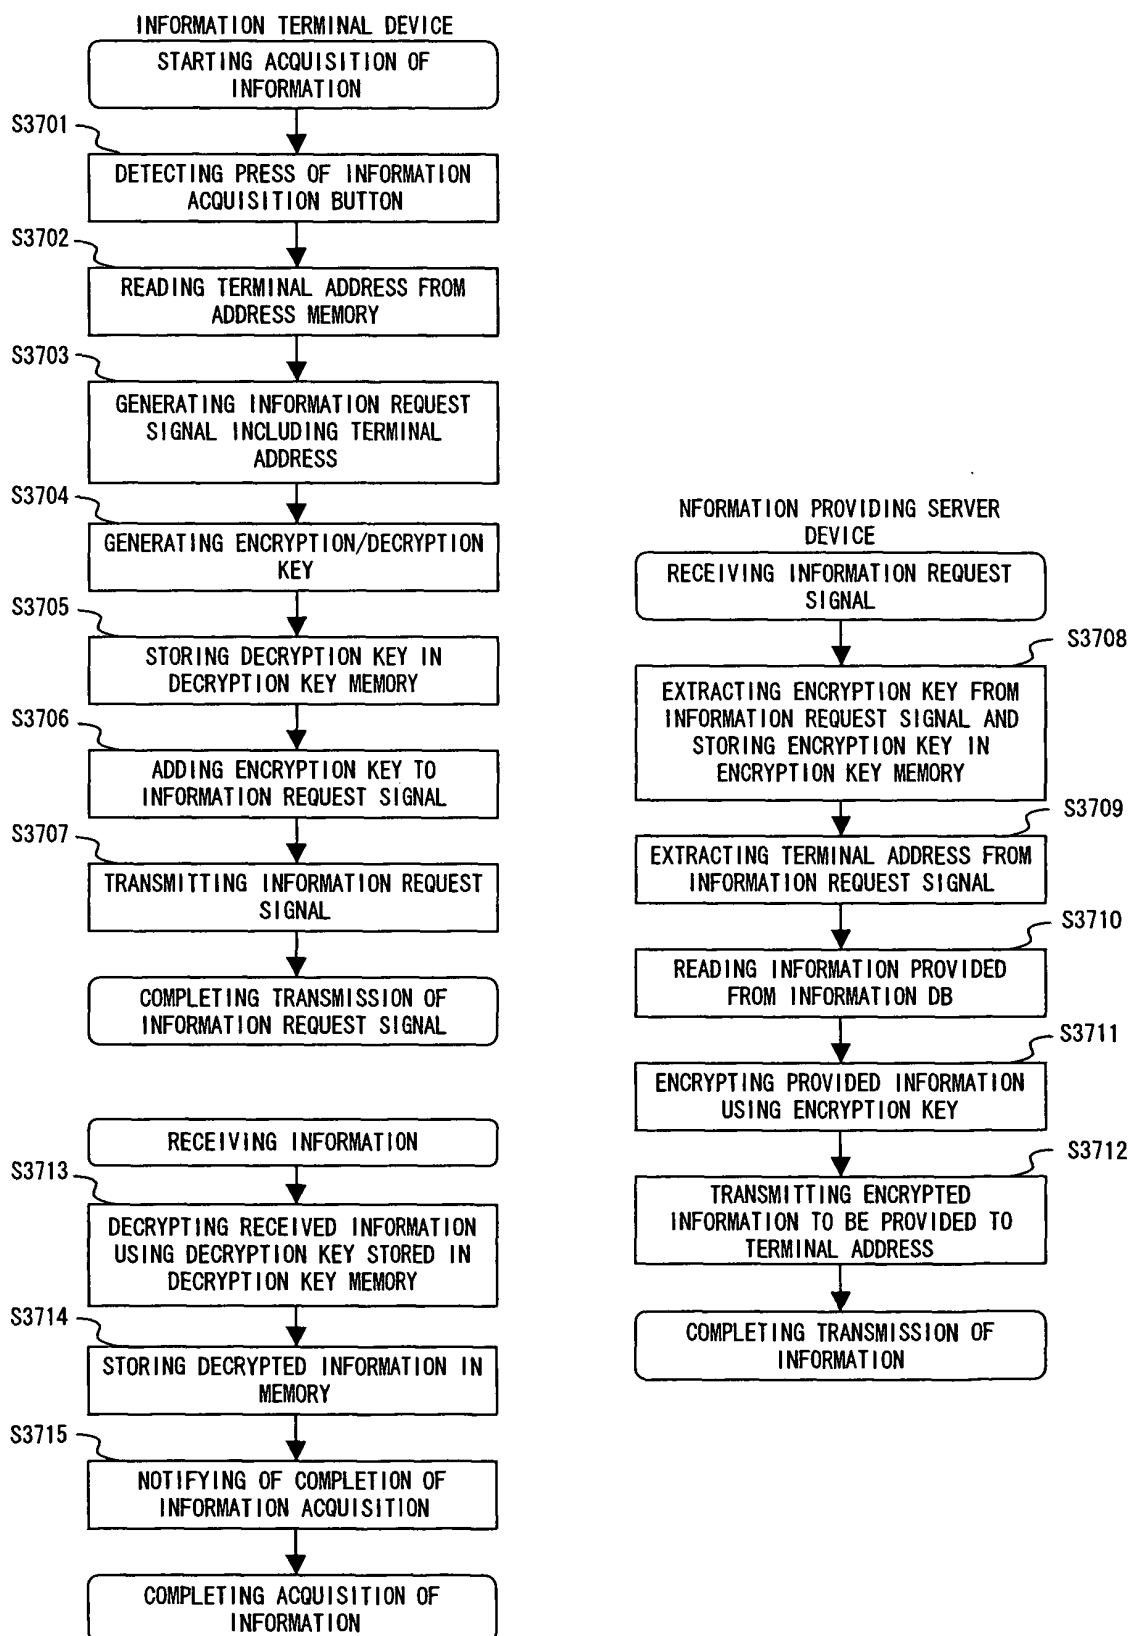 INFORMATION TERMINAL DEVICE
STARTING ACQUISITION OF
INFORMATION
S3701
DETECTING PRESS OF INFORMATION
ACQUISITION BUTTON
S3702
READING TERMINAL ADDRESS FROM
ADDRESS MEMORY
S3703
GENERATING INFORMATION REQUEST
SIGNAL INCLUDING TERMINAL
ADDRESS
S3704
GENERATING ENCRYPTION/DECRYPTION
KEY
S3705
STORING DECRYPTION KEY IN
DECRYPTION KEY MEMORY
S3706
ADDING ENCRYPTION KEY TO
INFORMATION REQUEST SIGNAL
S3707
TRANSMITTING INFORMATION REQUEST
SIGNAL
COMPLETING TRANSMISSION OF
INFORMATION REQUEST SIGNAL
RECEIVING INFORMATION
S3713
DECRYPTING RECEIVED INFORMATION
USING DECRYPTION KEY STORED IN
DECRYPTION KEY MEMORY
S3714
STORING DECRYPTED INFORMATION IN
MEMORY
S3715
NOTIFYING OF COMPLETION OF
INFORMATION ACQUISITION
COMPLETING ACQUISITION OF
INFORMATION
NFORMATION PROVIDING SERVER
DEVICE
RECEIVING INFORMATION REQUEST
SIGNAL
S3708
EXTRACTING ENCRYPTION KEY FROM
INFORMATION REQUEST SIGNAL AND
STORING ENCRYPTION KEY IN
ENCRYPTION KEY MEMORY
S3709
EXTRACTING TERMINAL ADDRESS FROM
INFORMATION REQUEST SIGNAL
S3710
READING INFORMATION PROVIDED
FROM INFORMATION DB
S3711
ENCRYPTING PROVIDED INFORMATION
USING ENCRYPTION KEY
S3712
TRANSMITTING ENCRYPTED
INFORMATION TO BE PROVIDED TO
TERMINAL ADDRESS
COMPLETING TRANSMISSION OF
INFORMATION